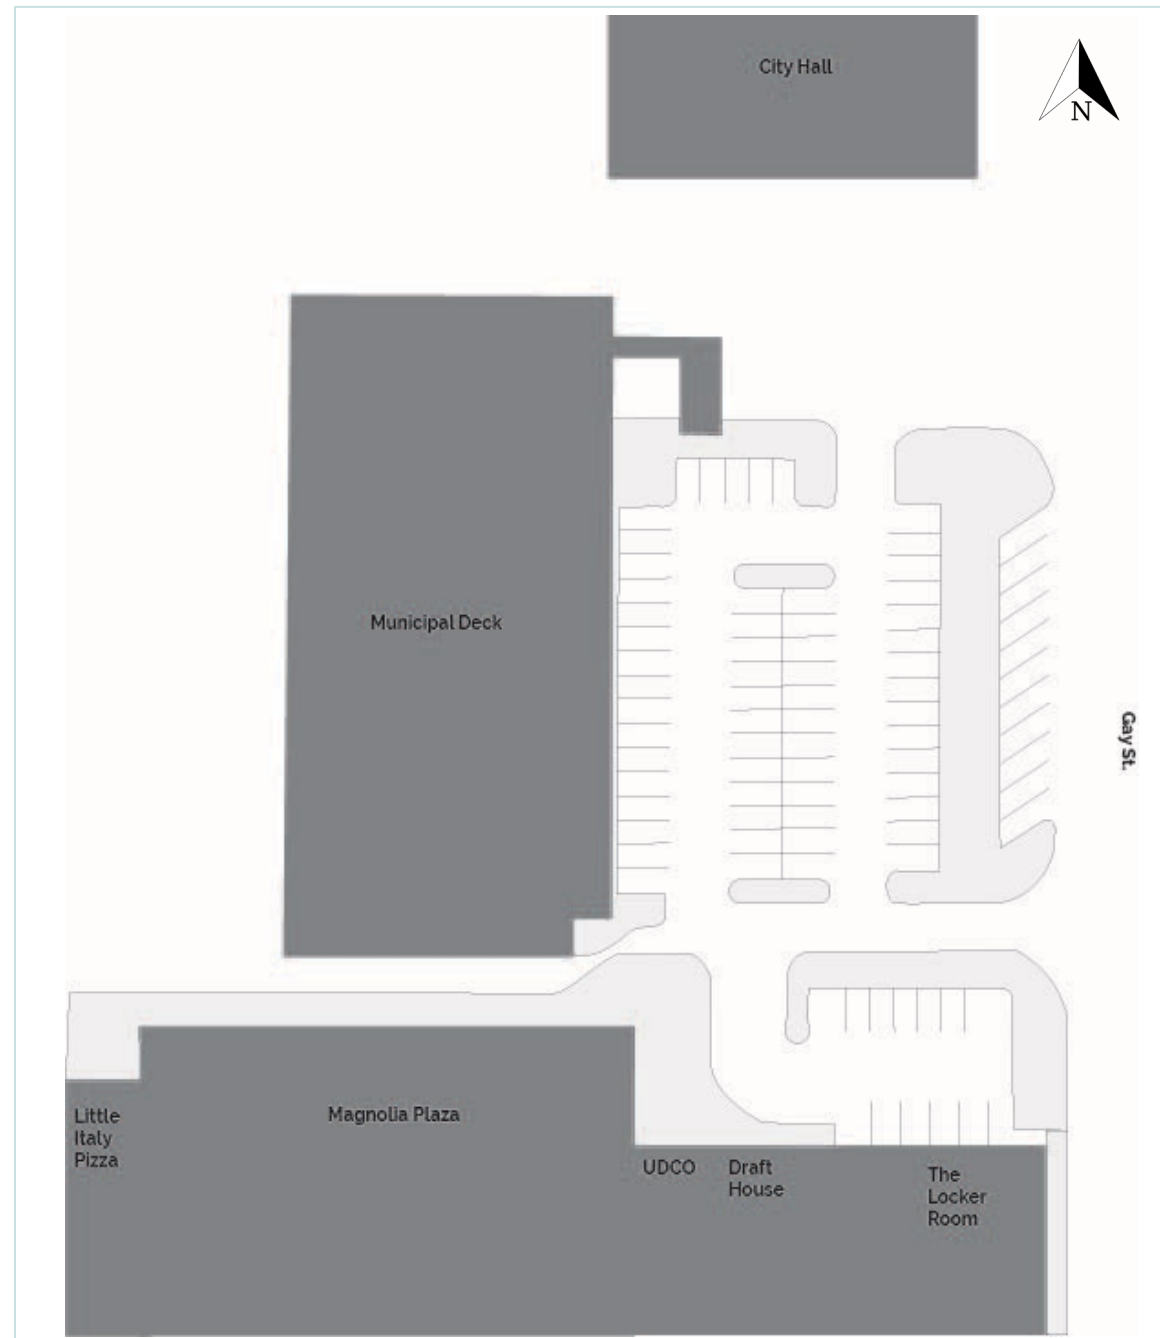 City Hall
N
Municipal Deck
Gay St.
Little
Italy
Pizza
Magnolia Plaza
UDCO
Draft
House
The
Locker
Room